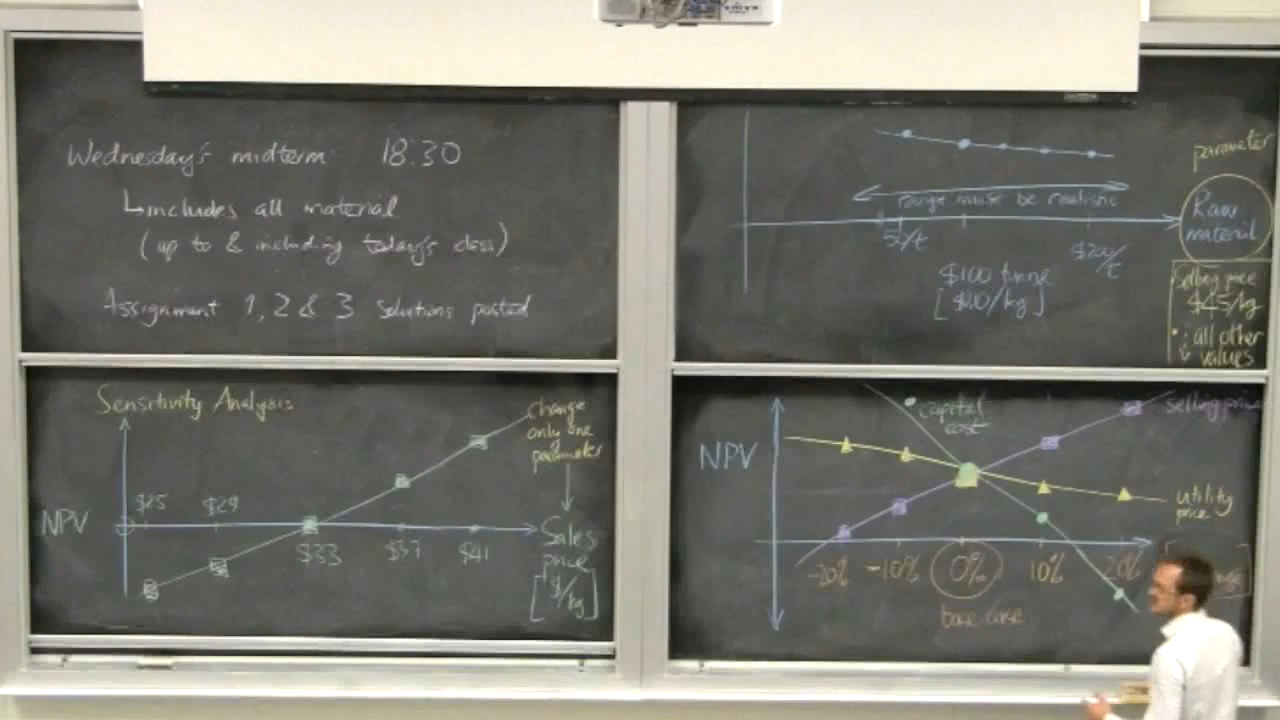 Wednesday's midterm 18:30
↳ includes all material
(up to & including today's class)
Assignment 1, 2 & 3 solutions posted
Sensitivity Analysis
change
only one
parameter
$25
$29
NPV
$33
$37
$41
Sales
price
[$/kg]
parameter
Raw
material
range must be realistic
$200/t
$100 tonne
[$0.10/kg]
Selling price
$45/kg
all other
values
capital
cost
selling price
NPV
utility
price
-20% -10% 0% 10% 20%
base case